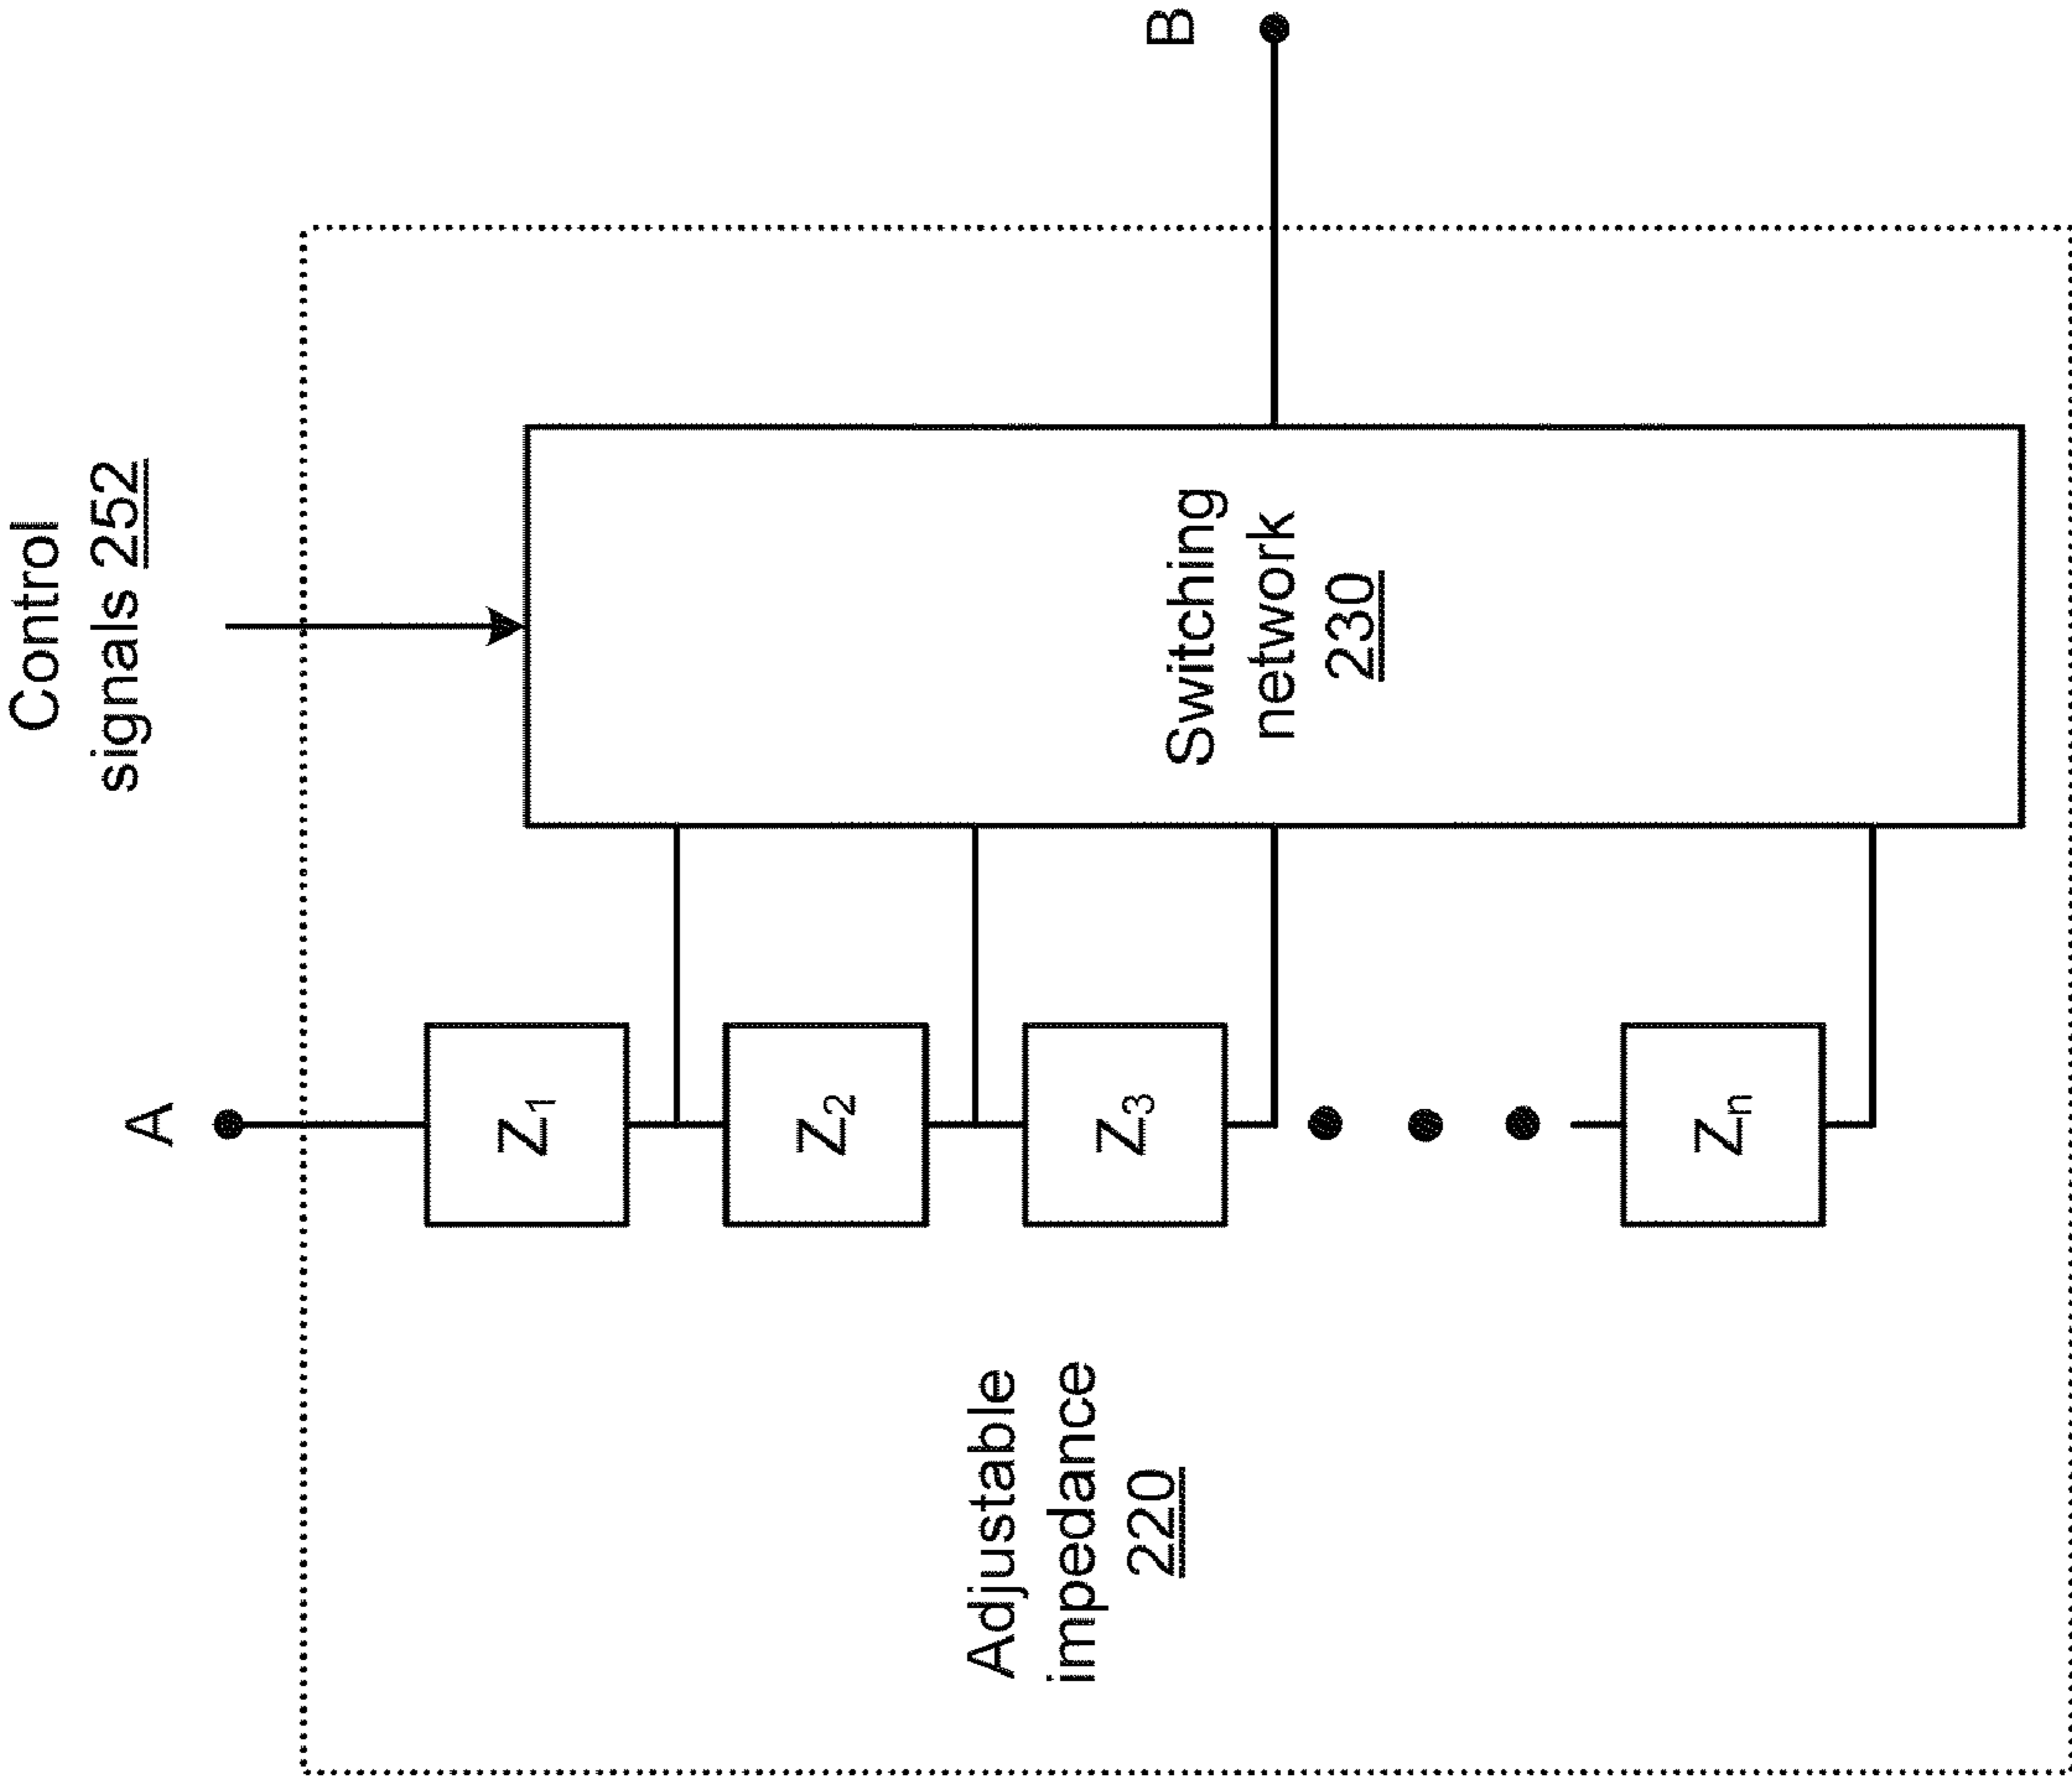 Control
signals 252
A
B
Z1
Z2
Z3
Zn
Switching
network
230
Adjustable
impedance
220